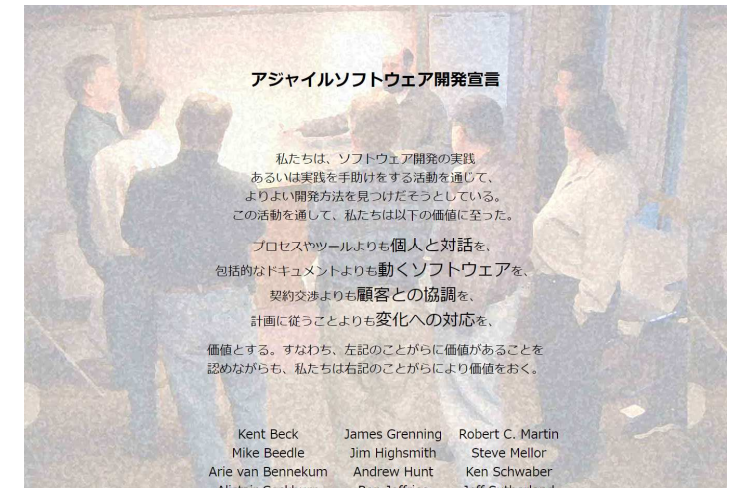 アジャイルソフトウェア開発宣言
私たちは、ソフトウェア開発の実践
あるいは実践を手助けをする活動を通じて、
よりよい開発方法を見つけだそうとしている。
この活動を通して、私たちは以下の価値に至った。
プロセスやツールよりも個人と対話を、
包括的なドキュメントよりも動くソフトウェアを、
契約交渉よりも顧客との協調を、
計画に従うことよりも変化への対応を、
価値とする。すなわち、左記のことがらに価値があることを
認めながらも、私たちは右記のことがらにより価値をおく。
Kent Beck James Grenning Robert C. Martin
Mike Beedle Jim Highsmith Steve Mellor
Arie van Bennekum Andrew Hunt Ken Schwaber